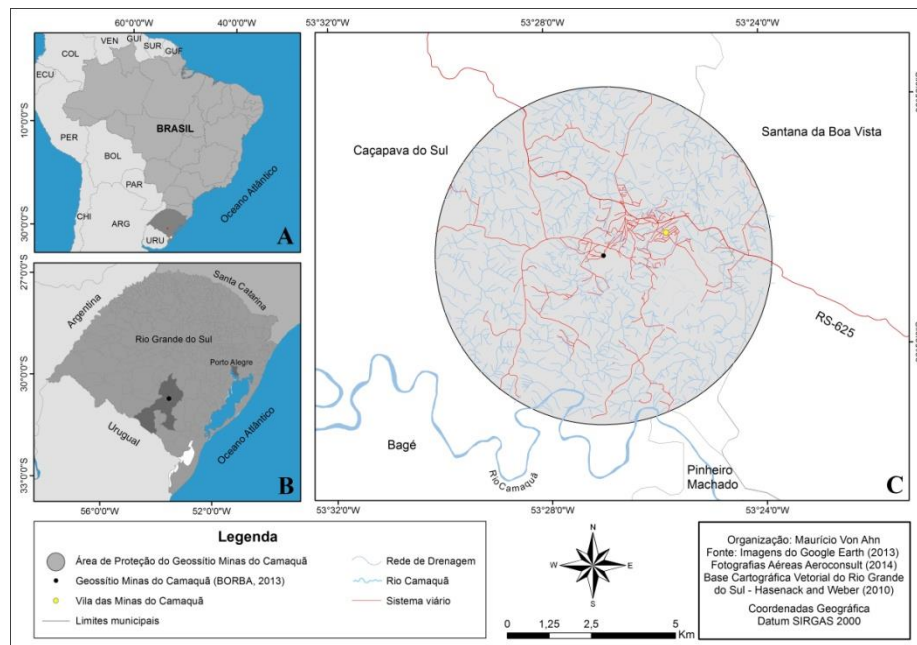 60°0'0"W
40°0'0"W
VEN
GUI
SUR
GUF
COL
ECU
10°0'0"S
PER
BRASIL
BOL
PAR
CHI
ARG
30°0'0"S
URU
Oceano Atlântico
A
27°0'0"S
Argentina
Santa Catarina
Rio Grande do Sul
Porto Alegre
30°0'0"S
Uruguai
Oceano Atlântico
33°0'0"S
B
56°0'0"W
52°0'0"W
53°32'0"W
53°28'0"W
53°24'0"W
Caçapava do Sul
Santana da Boa Vista
RS-625
Bagé
Rio Camaquã
Pinheiro
Machado
C
53°32'0"W
53°28'0"W
53°24'0"W
Legenda
Área de Proteção do Geossítio Minas do Camaquã
Geossítio Minas do Camaquã (BORBA, 2013)
Vila das Minas do Camaquã
Limites municipais
Rede de Drenagem
Rio Camaquã
Sistema viário
N
W
E
S
0
1,25
2,5
5
Km
Organização: Maurício Von Ahn
Fonte: Imagens do Google Earth (2013)
Fotografias Aéreas Aeroconsult (2014)
Base Cartográfica Vetorial do Rio Grande
do Sul - Hasenack and Weber (2010)
Coordenadas Geográfica
Datum SIRGAS 2000